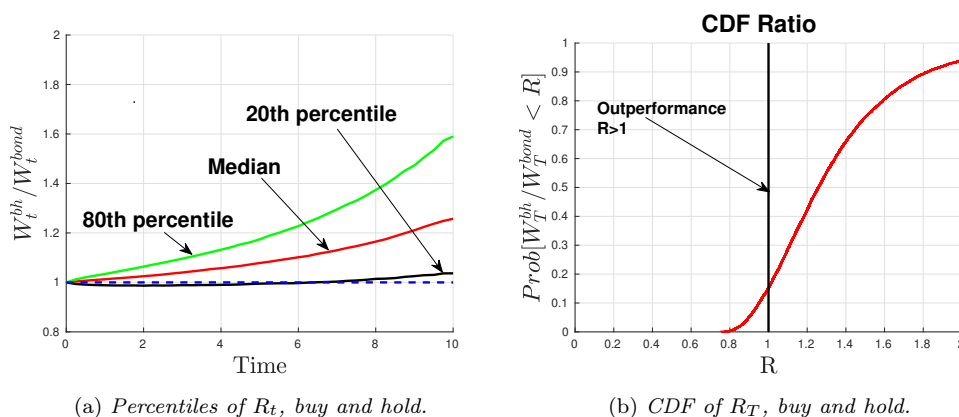 2
1.8
1.6
1.4
1.2
1
0.8
0 2 4 6 8 10
W_t^{bh}/W_t^{bond}
Time
20th percentile
Median
80th percentile
(a) Percentiles of R_t, buy and hold.
CDF Ratio
1
0.9
0.8
0.7
0.6
0.5
0.4
0.3
0.2
0.1
0
0 0.2 0.4 0.6 0.8 1 1.2 1.4 1.6 1.8 2
Prob[W_T^{bh}/W_T^{bond} < R]
R
Outperformance
R>1
(b) CDF of R_T, buy and hold.